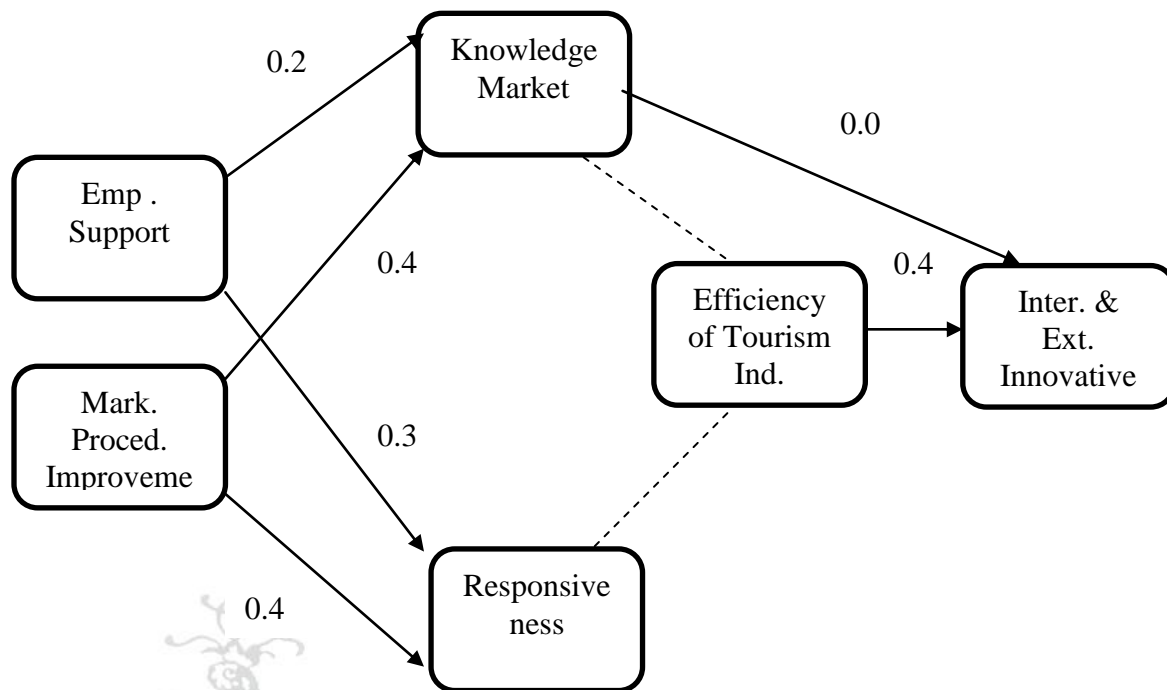 Knowledge
Market
0.2
0.0
Emp .
Support
0.4
0.4
Efficiency
of Tourism
Ind.
Inter. &
Ext.
Innovative
Mark.
Proced.
Improveme
0.3
Responsive
ness
0.4